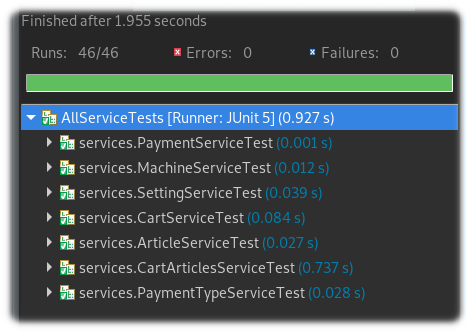 Finished after 1.955 seconds
Runs: 46/46 Errors: 0 Failures: 0
AllServiceTests [Runner: JUnit 5] (0.927 s)
services.PaymentServiceTest (0.001 s)
services.MachineServiceTest (0.012 s)
services.SettingServiceTest (0.039 s)
services.CartServiceTest (0.084 s)
services.ArticleServiceTest (0.027 s)
services.CartArticlesServiceTest (0.737 s)
services.PaymentTypeServiceTest (0.028 s)